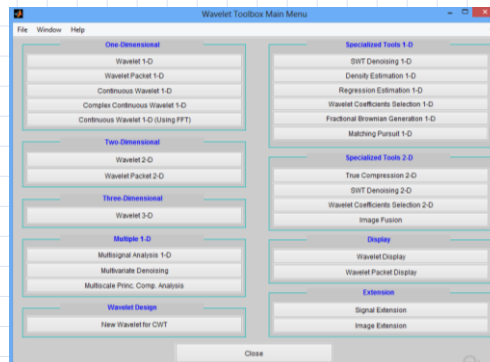 Wavelet Toolbox Main Menu
File Window Help
One-Dimensional
Wavelet 1-D
Wavelet Packet 1-D
Continuous Wavelet 1-D
Complex Continuous Wavelet 1-D
Continuous Wavelet 1-D (Using FFT)
Two-Dimensional
Wavelet 2-D
Wavelet Packet 2-D
Three-Dimensional
Wavelet 3-D
Multiple 1-D
Multisignal Analysis 1-D
Multivariate Denoising
Multiscale Princ. Comp. Analysis
Wavelet Design
New Wavelet for CWT
Specialized Tools 1-D
SWT Denoising 1-D
Density Estimation 1-D
Regression Estimation 1-D
Wavelet Coefficients Selection 1-D
Fractional Brownian Generation 1-D
Matching Pursuit 1-D
Specialized Tools 2-D
True Compression 2-D
SWT Denoising 2-D
Wavelet Coefficients Selection 2-D
Image Fusion
Display
Wavelet Display
Wavelet Packet Display
Extension
Signal Extension
Image Extension
Close